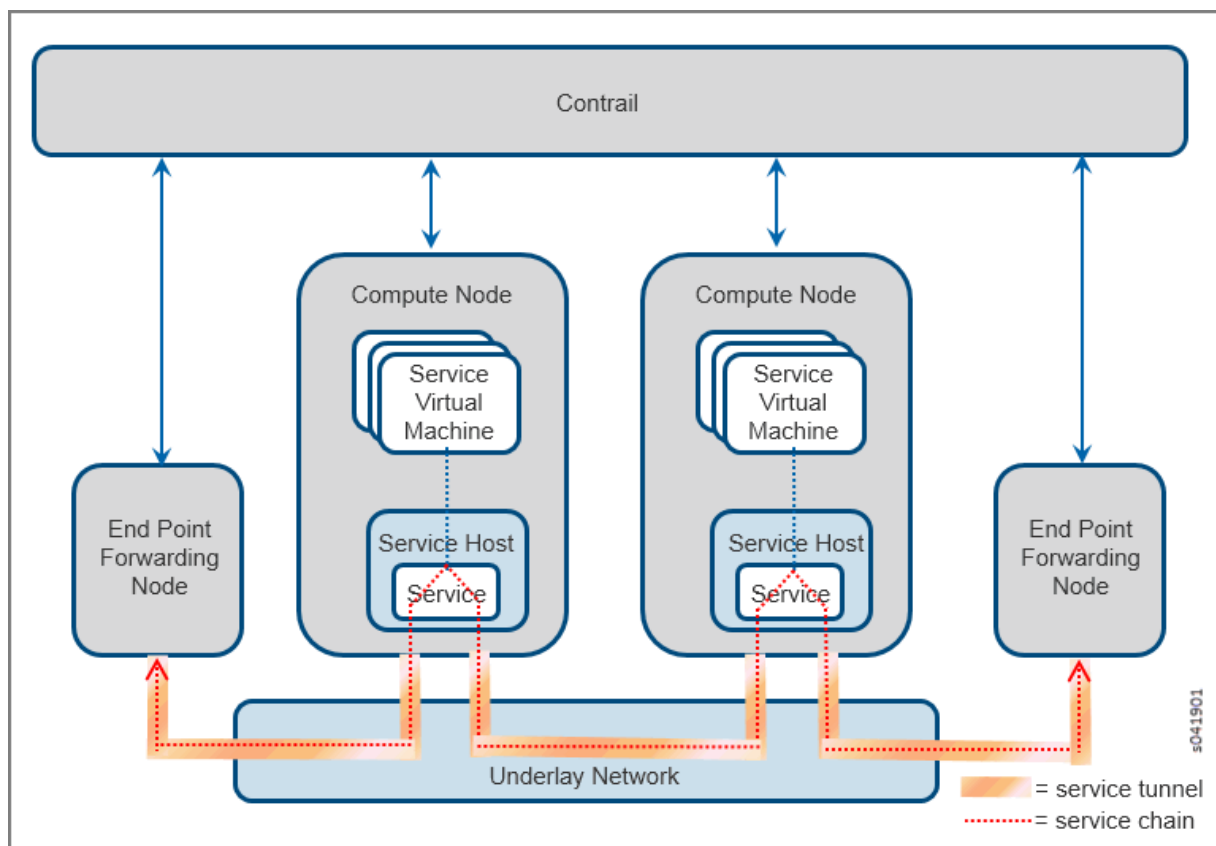 Contrail
Compute Node
Compute Node
Service
Virtual
Machine
Service
Virtual
Machine
End Point
Forwarding
Node
Service Host
Service
Service Host
Service
End Point
Forwarding
Node
Underlay Network
s041901
= service tunnel
= service chain